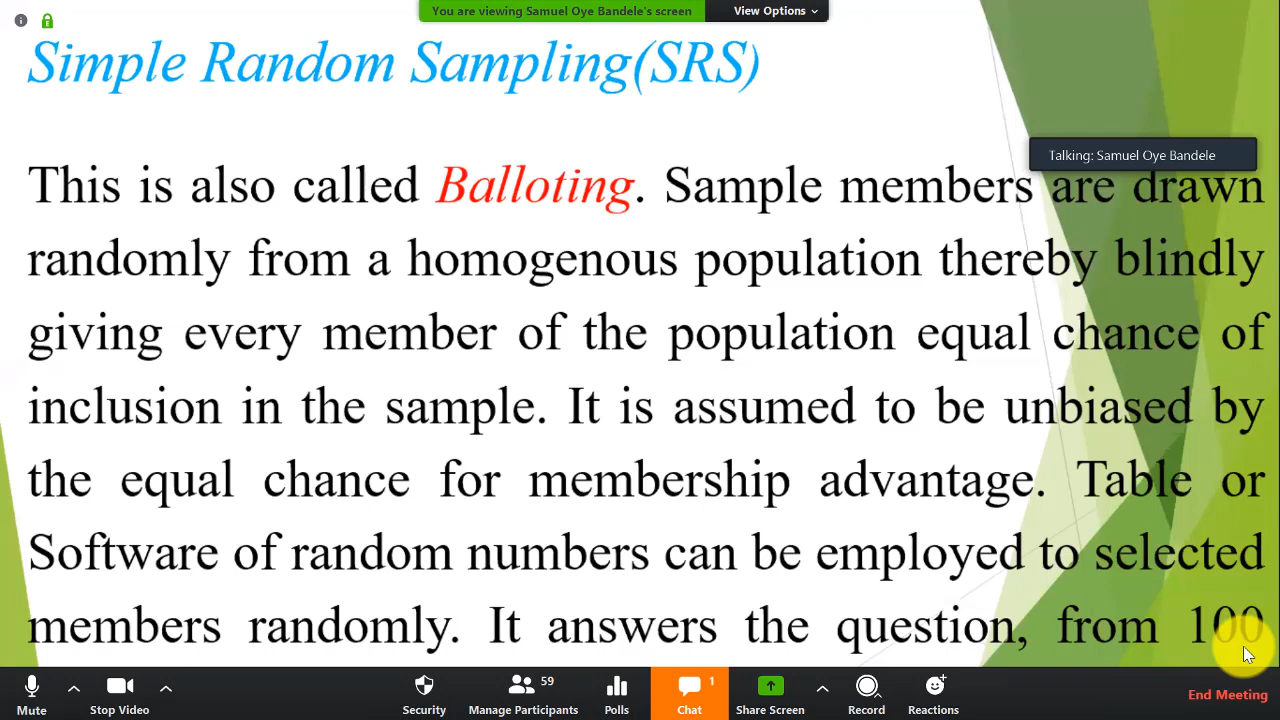 You are viewing Samuel Oye Bandele's screen
View Options
Simple Random Sampling(SRS)
Talking: Samuel Oye Bandele
This is also called Balloting. Sample members are drawn
randomly from a homogenous population thereby blindly
giving every member of the population equal chance of
inclusion in the sample. It is assumed to be unbiased by
the equal chance for membership advantage. Table or
Software of random numbers can be employed to selected
members randomly. It answers the question, from 100
59
1
Mute
Stop Video
Security
Manage Participants
Polls
Chat
Share Screen
Record
Reactions
End Meeting